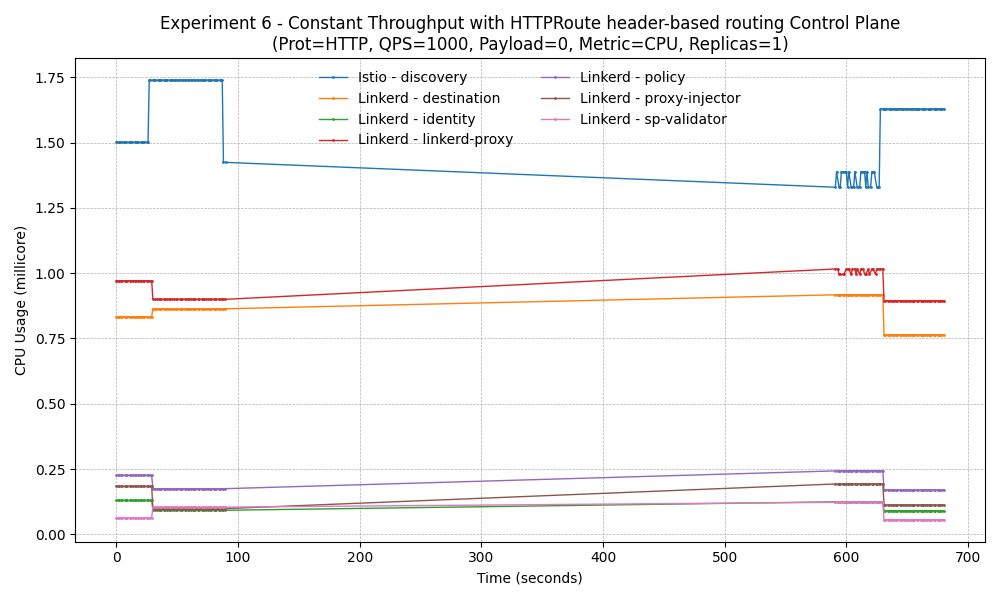 Experiment 6 - Constant Throughput with HTTPRoute header-based routing Control Plane
(Prot=HTTP, QPS=1000, Payload=0, Metric=CPU, Replicas=1)
Istio - discovery
Linkerd - destination
Linkerd - identity
Linkerd - linkerd-proxy
Linkerd - policy
Linkerd - proxy-injector
Linkerd - sp-validator
CPU Usage (millicore)
1.75
1.50
1.25
1.00
0.75
0.50
0.25
0.00
0 100 200 300 400 500 600 700
Time (seconds)